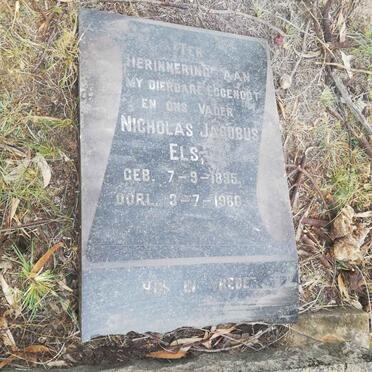 TER
HERINNERING AAN
MY DIERBARE EGGENOOT
EN ONS VADER
NICHOLAS JACOBUS
ELS,
GEB. 7-9-1895.
OORL. 3-7-1960.
RUS IN VREDE